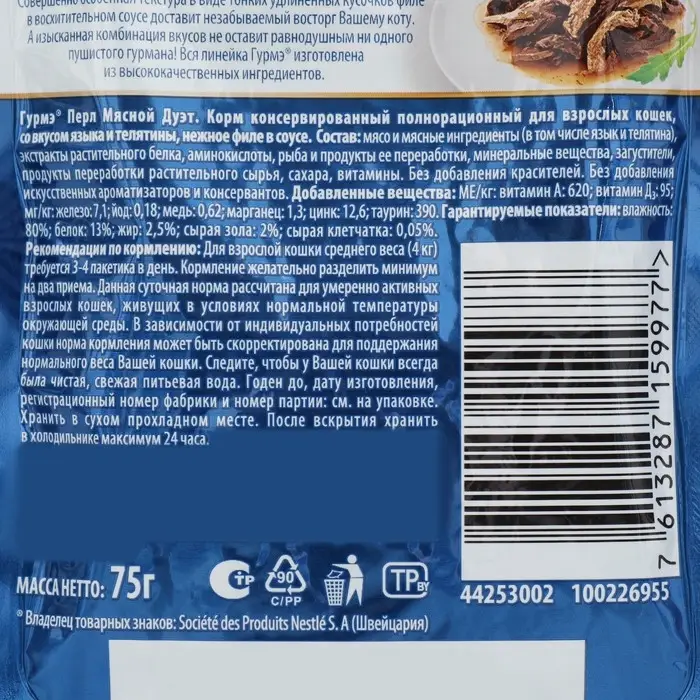 Совершенно особенная текстура в виде тонких удлинённых кусочков филе
в восхитительном соусе доставит незабываемый восторг Вашему коту.
А изысканная комбинация вкусов не оставит равнодушным ни одного
пушистого гурмана! Вся линейка Гурмэ® изготовлена
из высококачественных ингредиентов.
Гурмэ® Перл Мясной Дуэт. Корм консервированный полнорационный для взрослых кошек,
со вкусом языка и телятины, нежное филе в соусе. Состав: мясо и мясные ингредиенты (в том числе язык и телятина),
экстракты растительного белка, аминокислоты, рыба и продукты ее переработки, минеральные вещества, загустители,
продукты переработки растительного сырья, сахара, витамины. Без добавления красителей. Без добавления
искусственных ароматизаторов и консервантов. Добавленные вещества: МЕ/кг: витамин А: 620; витамин Д₃: 95;
мг/кг: железо: 7,1; йод: 0,18; медь: 0,62; марганец: 1,3; цинк: 12,6; таурин: 390. Гарантируемые показатели: влажность:
80%; белок: 13%; жир: 2,5%; сырая зола: 2%; сырая клетчатка: 0,05%.
Рекомендации по кормлению: Для взрослой кошки среднего веса (4 кг)
требуется 3-4 пакетика в день. Кормление желательно разделить минимум
на два приема. Данная суточная норма рассчитана для умеренно активных
взрослых кошек, живущих в условиях нормальной температуры
окружающей среды. В зависимости от индивидуальных потребностей
кошки норма кормления может быть скорректирована для поддержания
нормального веса Вашей кошки. Следите, чтобы у Вашей кошки всегда
была чистая, свежая питьевая вода. Годен до, дату изготовления,
регистрационный номер фабрики и номер партии: см. на упаковке.
Хранить в сухом прохладном месте. После вскрытия хранить
в холодильнике максимум 24 часа.
7 613287 159977 >
МАССА НЕТТО: 75г
СТР
90
C/PP
ТР BY
44253002 100226955
® Владелец товарных знаков: Société des Produits Nestlé S. A (Швейцария)